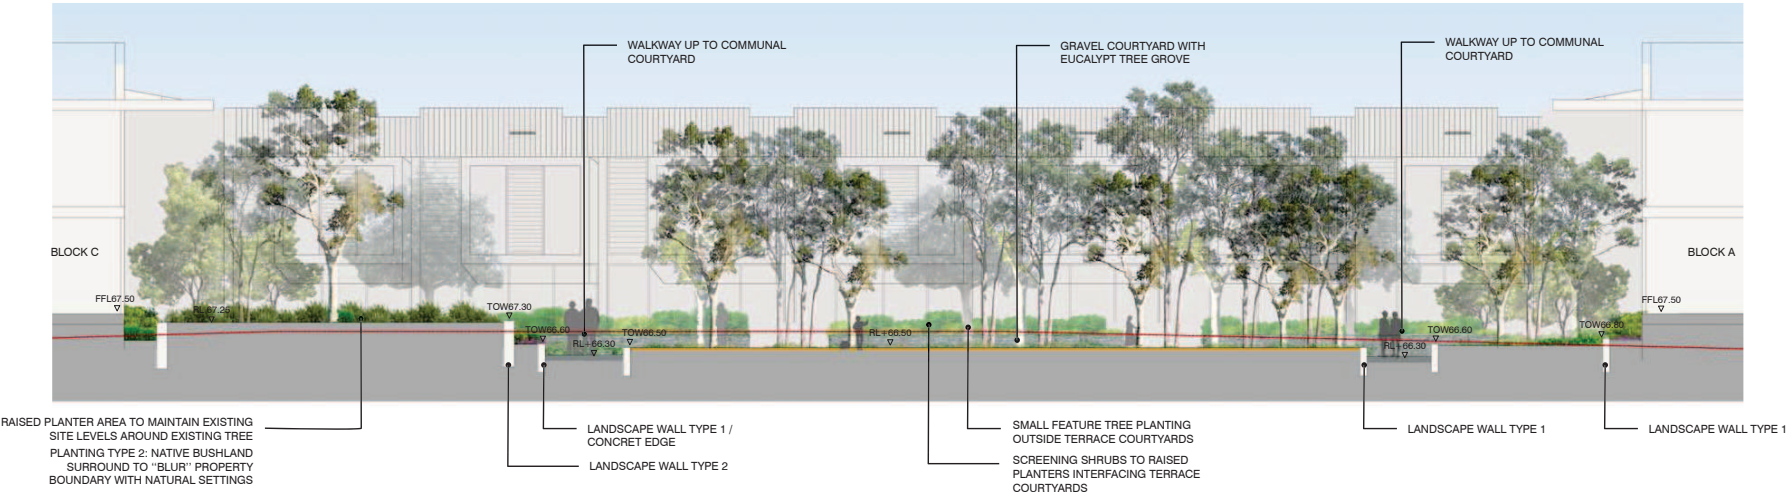 WALKWAY UP TO COMMUNAL
COURTYARD
GRAVEL COURTYARD WITH
EUCALYPT TREE GROVE
WALKWAY UP TO COMMUNAL
COURTYARD
BLOCK C
BLOCK A
FFL67.50
RL 67.25
TOW67.30
TOW66.60
RL+66.30
TOW66.50
RL+66.50
RL+66.30
TOW66.60
TOW66.80
FFL67.50
RAISED PLANTER AREA TO MAINTAIN EXISTING
SITE LEVELS AROUND EXISTING TREE
PLANTING TYPE 2: NATIVE BUSHLAND
SURROUND TO "BLUR" PROPERTY
BOUNDARY WITH NATURAL SETTINGS
LANDSCAPE WALL TYPE 1 /
CONCRET EDGE
LANDSCAPE WALL TYPE 2
SMALL FEATURE TREE PLANTING
OUTSIDE TERRACE COURTYARDS
SCREENING SHRUBS TO RAISED
PLANTERS INTERFACING TERRACE
COURTYARDS
LANDSCAPE WALL TYPE 1
LANDSCAPE WALL TYPE 1